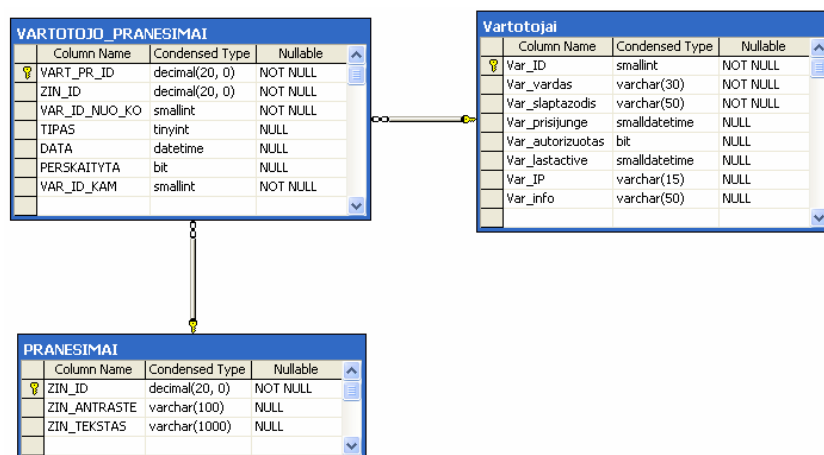 VARTOTOJO_PRANESIMAI
Column Name Condensed Type Nullable
VART_PR_ID decimal(20, 0) NOT NULL
ZIN_ID decimal(20, 0) NOT NULL
VAR_ID_NUO_KO smallint NOT NULL
TIPAS tinyint NULL
DATA datetime NULL
PERSKAITYTA bit NULL
VAR_ID_KAM smallint NOT NULL
Vartotojai
Column Name Condensed Type Nullable
Var_ID smallint NOT NULL
Var_vardas varchar(30) NOT NULL
Var_slaptazodis varchar(50) NOT NULL
Var_prisijunge smalldatetime NULL
Var_autorizuotas bit NULL
Var_lastactive smalldatetime NULL
Var_IP varchar(15) NULL
Var_info varchar(50) NULL
PRANESIMAI
Column Name Condensed Type Nullable
ZIN_ID decimal(20, 0) NOT NULL
ZIN_ANTRASTE varchar(100) NULL
ZIN_TEKSTAS varchar(1000) NULL